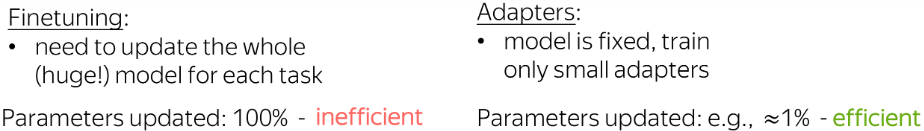 Finetuning:
• need to update the whole
(huge!) model for each task
Parameters updated: 100% - inefficient
Adapters:
• model is fixed, train
only small adapters
Parameters updated: e.g., ≈1% - efficient